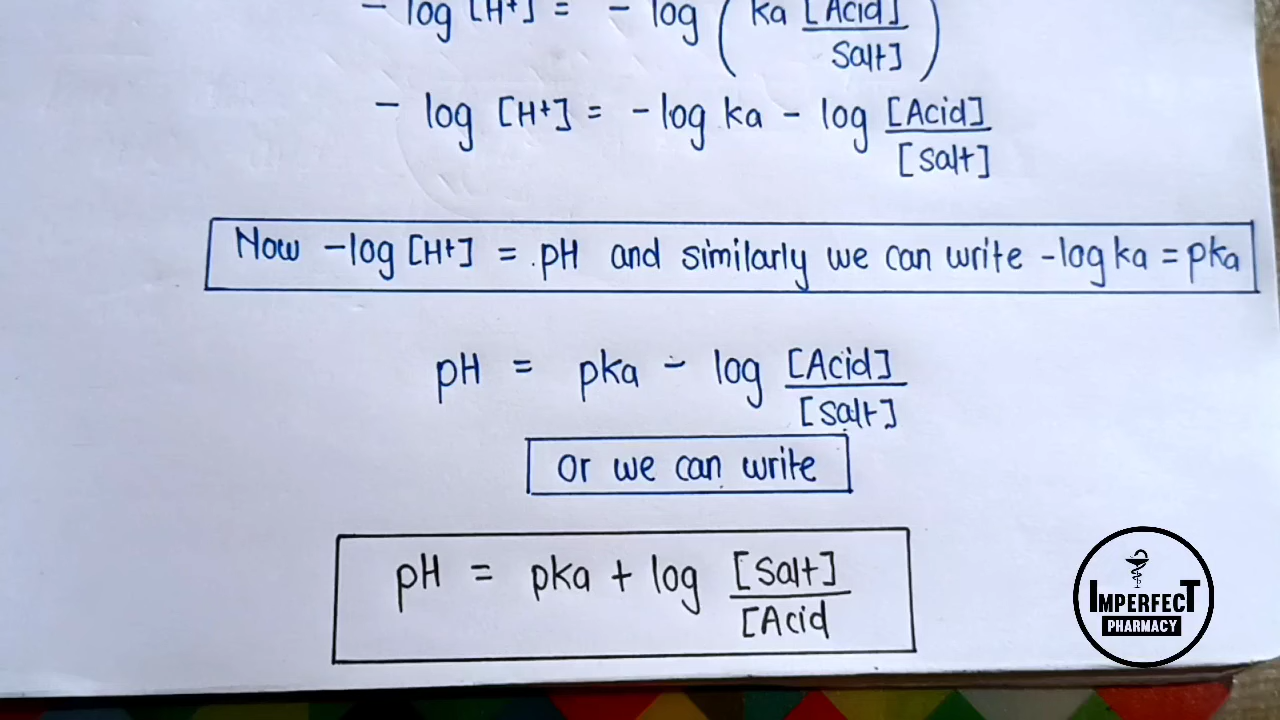 - log [H+] = - log ( ka [Acid] / [Salt] )
- log [H+] = - log ka - log [Acid] / [Salt]
Now -log [H+] = pH and similarly we can write -log ka = pka
pH = pka - log [Acid] / [Salt]
Or we can write
pH = pka + log [Salt] / [Acid
IMPERFECT
PHARMACY